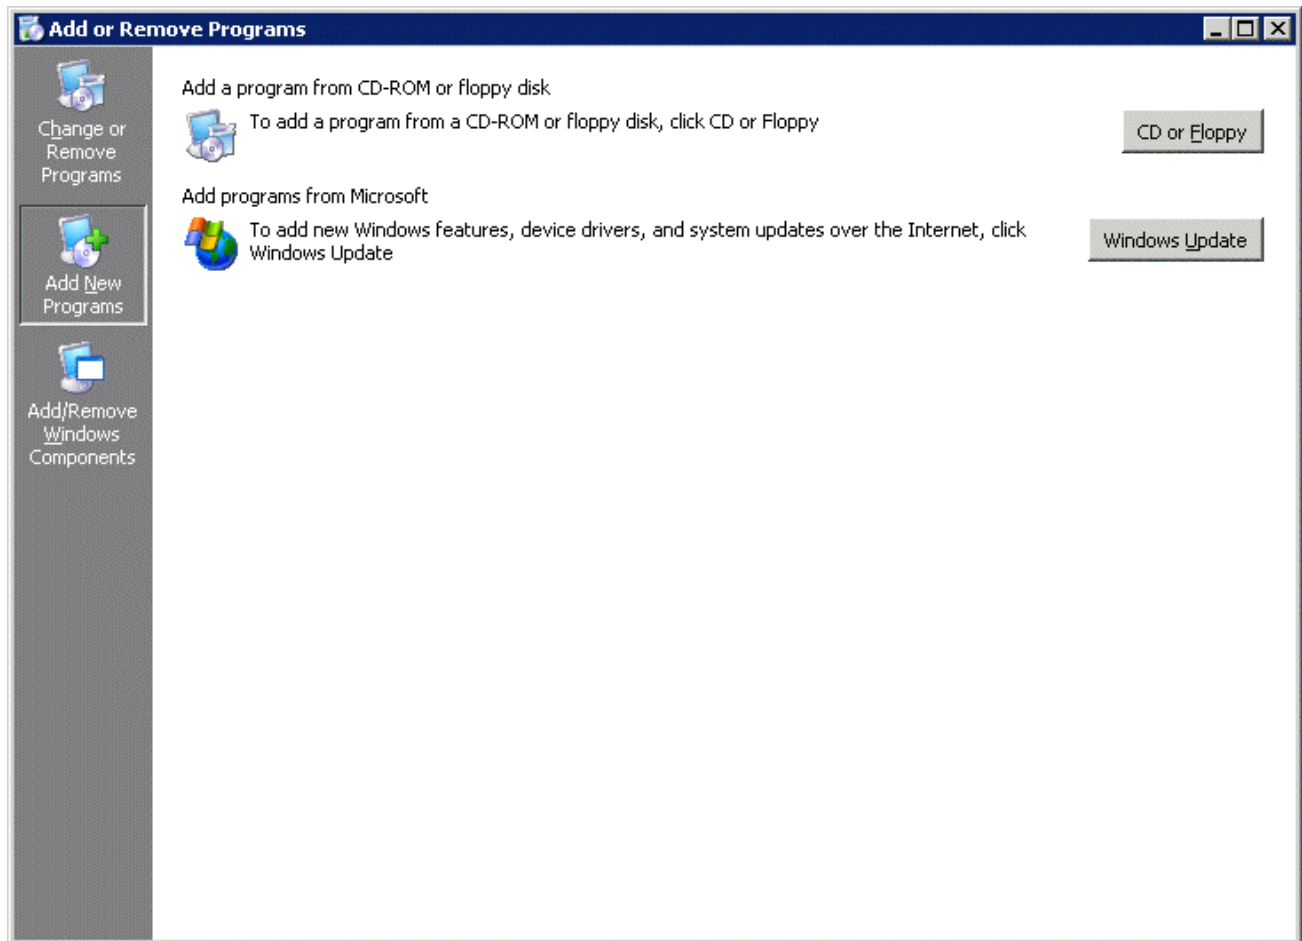 Add or Remove Programs
Change or
Remove
Programs
Add New
Programs
Add/Remove
Windows
Components
Add a program from CD-ROM or floppy disk
To add a program from a CD-ROM or floppy disk, click CD or Floppy
CD or Floppy
Add programs from Microsoft
To add new Windows features, device drivers, and system updates over the Internet, click
Windows Update
Windows Update